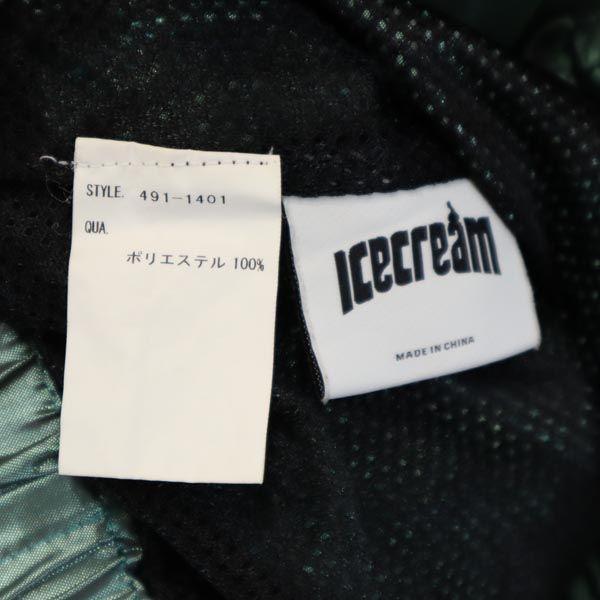 STYLE. 491-1401
QUA.
ポリエステル 100%
ICECREAM
MADE IN CHINA